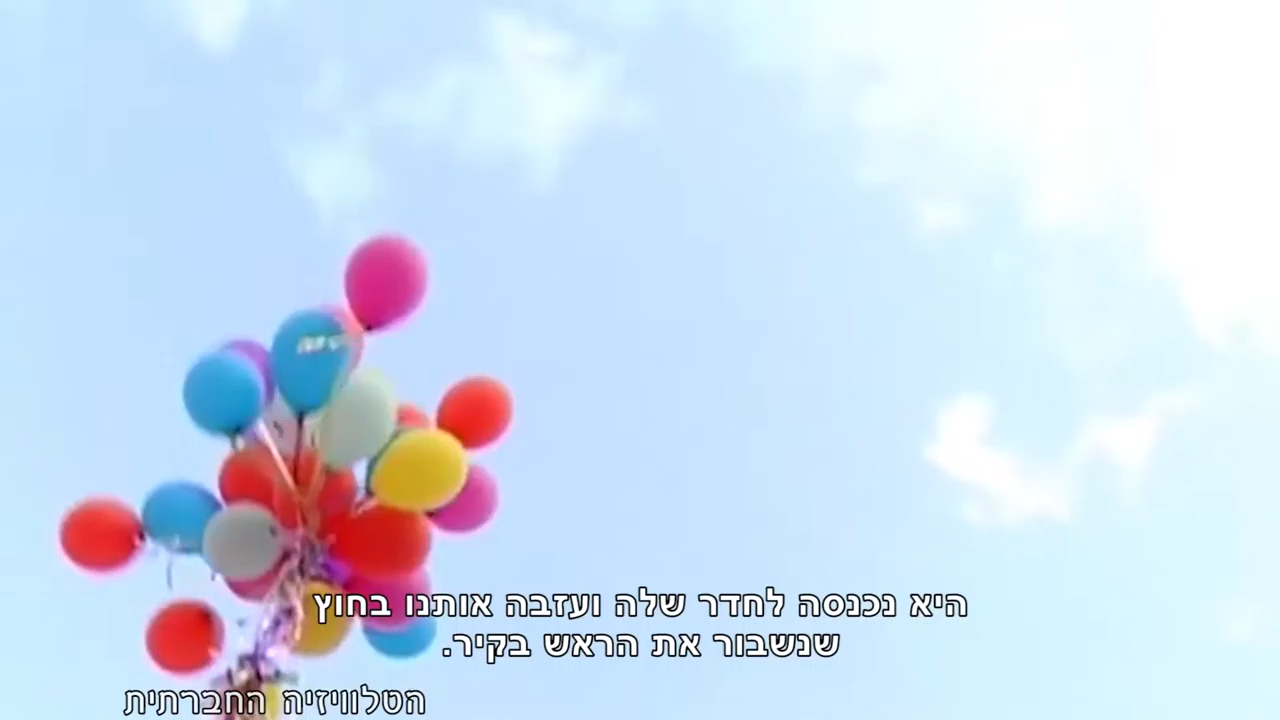 היא נכנסה לחדר שלה ועזבה אותנו בחוץ
שנשבור את הראש בקיר.
הטלוויזיה החברתית